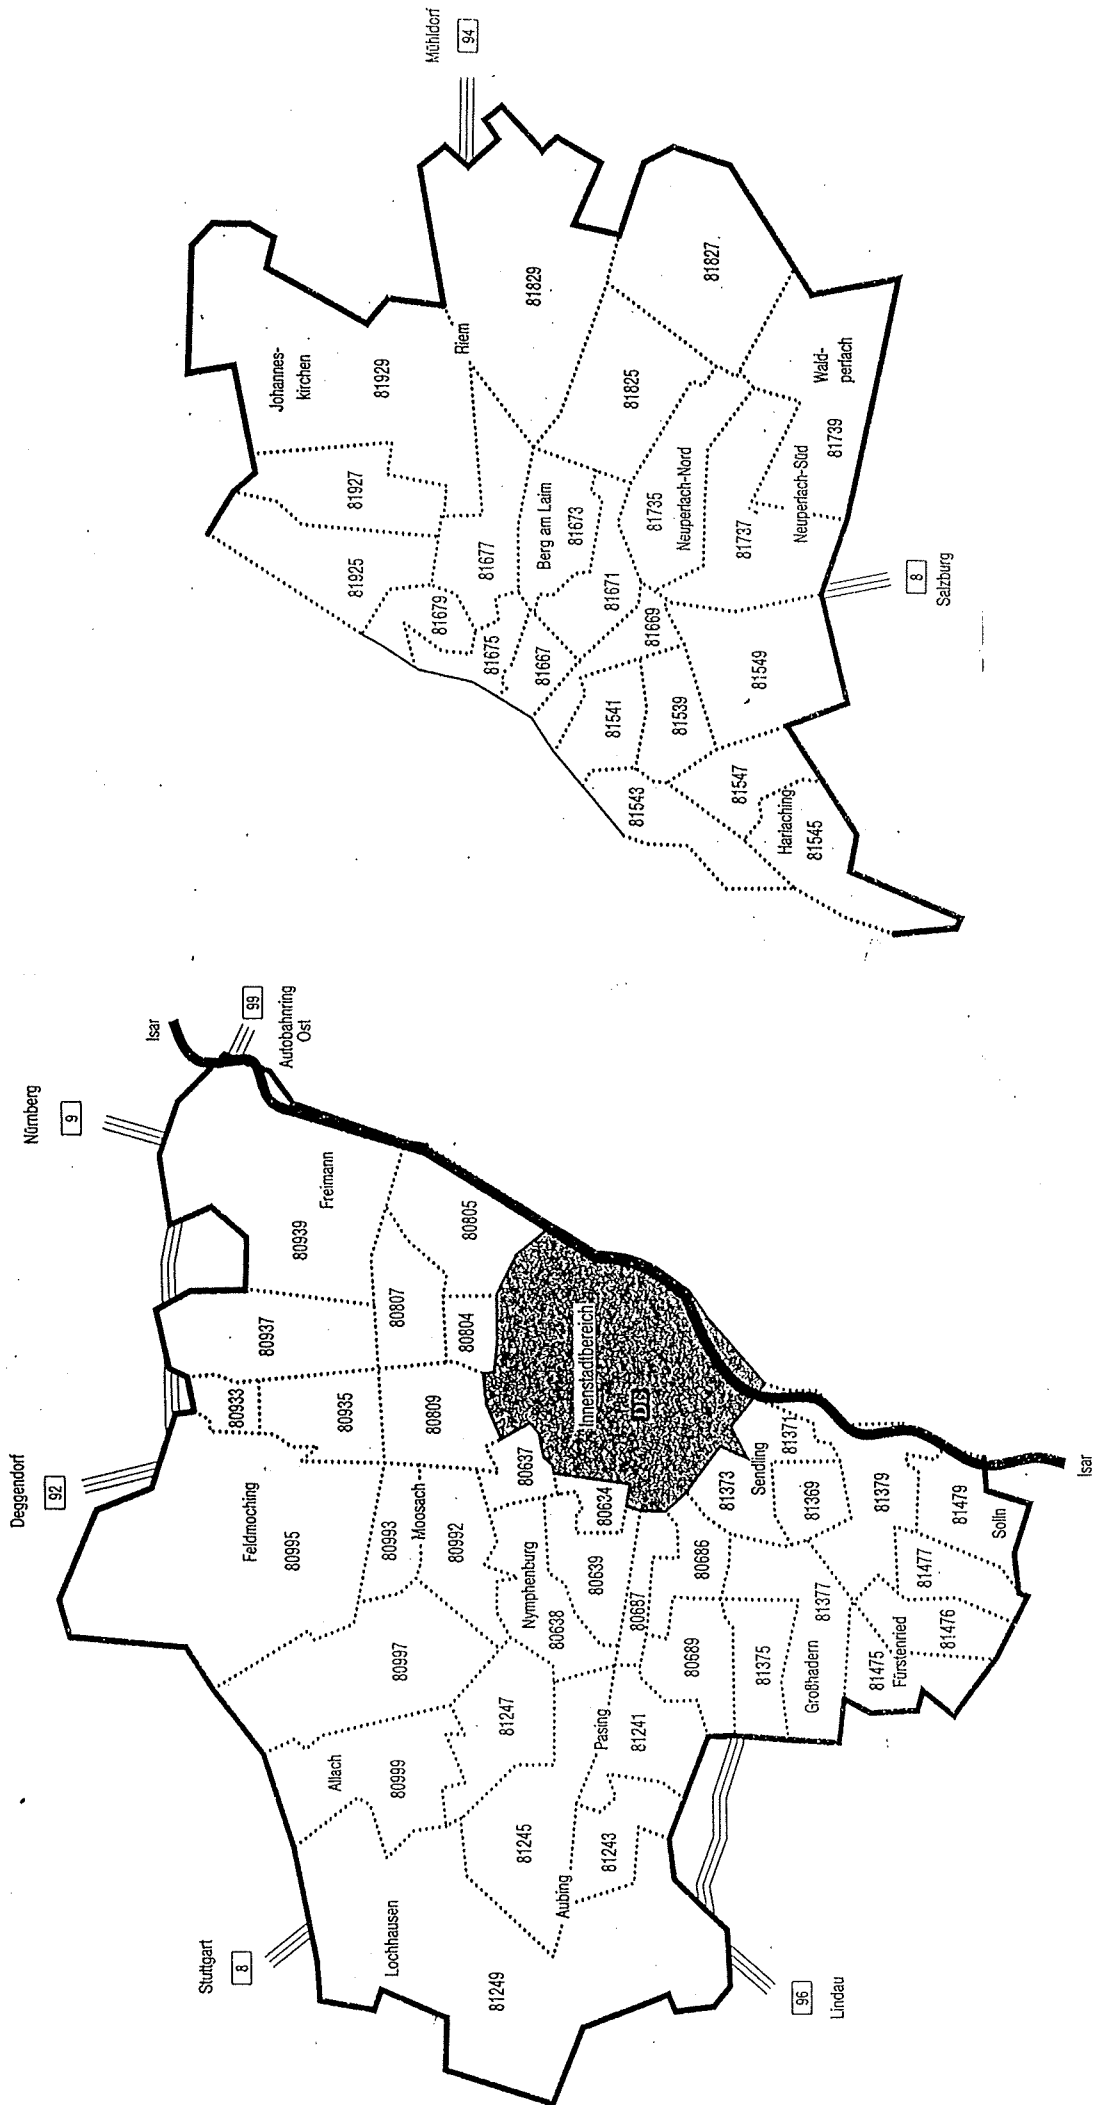 Deggendorf
92
Nürnberg
9
Isar
99
Autobahnring
Ost
Stuttgart
8
Allach
80999
Lochhausen
81249
Feldmoching
80995
80933
80937
80939
Freimann
80935
80993
Moosach
80992
80997
80809
80807
80804
80805
81247
81245
Aubing
81243
Pasing
81241
Nymphenburg
80638
80639
80637
80634
80687
80686
80689
Innenstadtbereich
DB
81373
Sendling
81371
81369
81375
Großhadern
81377
81379
81475
Fürstenried
81476
81477
81479
Solln
Isar
96
Lindau
Mühldorf
94
Johannes-
kirchen
81929
81927
81925
Riem
81829
81679
81677
81675
Berg am Laim
81673
81667
81671
81669
81825
81827
81735
Neuperlach-Nord
81737
Neuperlach-Süd
Wald-
perlach
81739
81541
81539
81543
81549
81547
Harlaching
81545
8
Salzburg